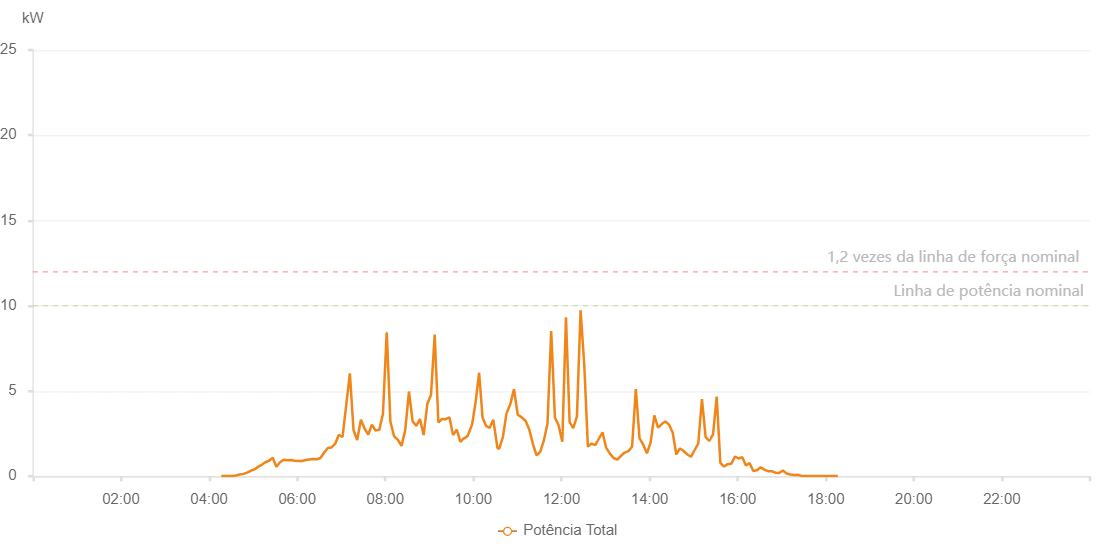 kW
25
20
15
1,2 vezes da linha de força nominal
Linha de potência nominal
10
5
0
02:00 04:00 06:00 08:00 10:00 12:00 14:00 16:00 18:00 20:00 22:00
Potência Total